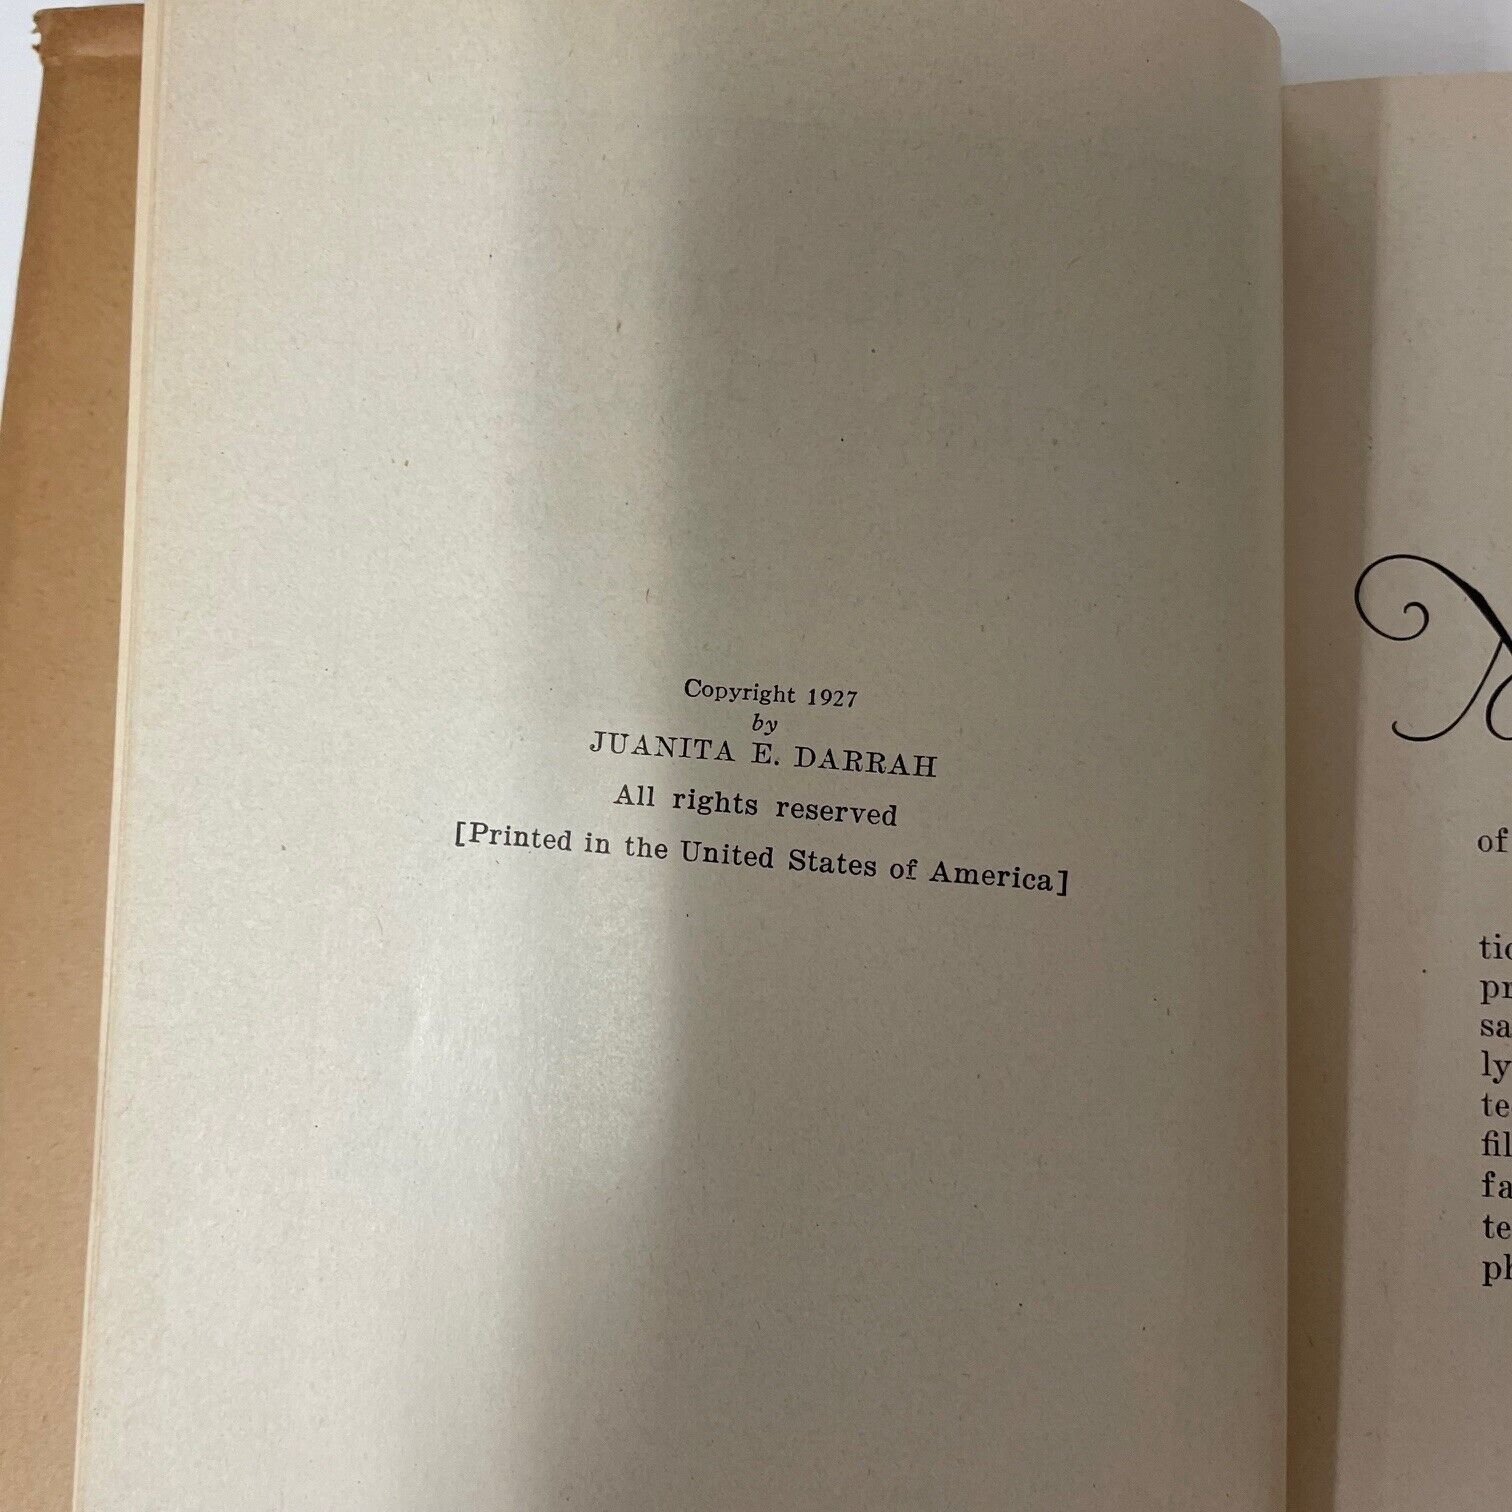 Copyright 1927
by
JUANITA E. DARRAH
All rights reserved
[Printed in the United States of America]
of